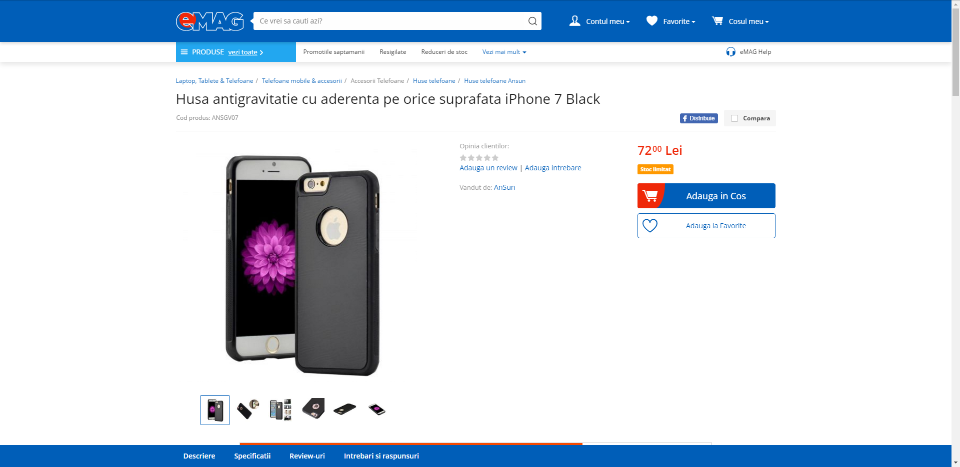 eMAG
Ce vrei sa cauti azi?
Contul meu
Favorite
Cosul meu
PRODUSE vezi toate
Promotiile saptamanii
Resigilate
Reduceri de stoc
Vezi mai mult
eMAG Help
Laptop, Tablete & Telefoane / Telefoane mobile & accesorii / Accesorii Telefoane / Huse telefoane / Huse telefoane Ansuri
Husa antigravitatie cu aderenta pe orice suprafata iPhone 7 Black
Cod produs: ANSGV07
Distribuie
Compara
Opinia clientilor:
Adauga un review | Adauga intrebare
Vandut de: AnSuri
7200 Lei
Stoc limitat
Adauga in Cos
Adauga la Favorite
Descriere
Specificatii
Review-uri
Intrebari si raspunsuri